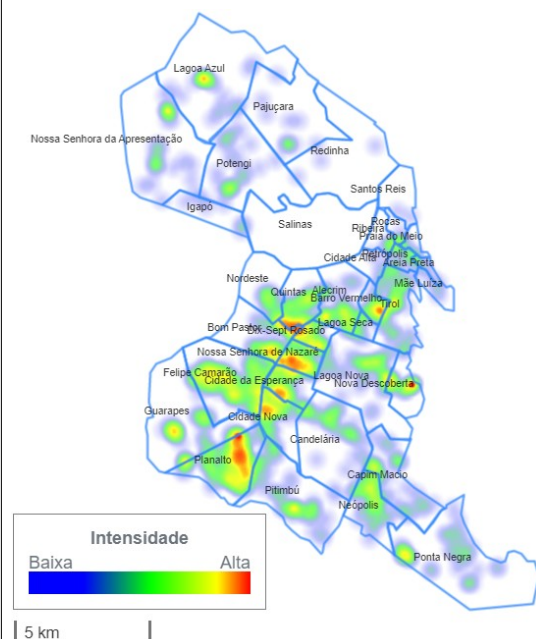 Lagoa Azul
Pajuçara
Nossa Senhora da Apresentação
Redinha
Potengi
Santos Reis
Igapó
Salinas
Rocas
Ribeira
Praia do Meio
Petrópolis
Cidade Alta
Areia Preta
Nordeste
Mãe Luiza
Quintas
Alecrim
Barro Vermelho
Tirol
Lagoa Seca
Bom Pastor
Dix-Sept Rosado
Nossa Senhora de Nazaré
Felipe Camarão
Cidade da Esperança
Lagoa Nova
Nova Descoberta
Guarapes
Cidade Nova
Candelária
Planalto
Capim Macio
Pitimbú
Neópolis
Ponta Negra
Intensidade
Baixa Alta
5 km